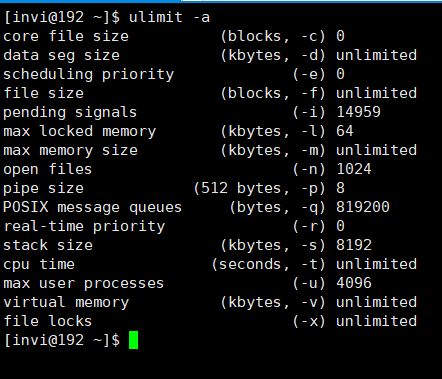 [invi@192 ~]$ ulimit -a
core file size          (blocks, -c) 0
data seg size           (kbytes, -d) unlimited
scheduling priority             (-e) 0
file size               (blocks, -f) unlimited
pending signals                 (-i) 14959
max locked memory       (kbytes, -l) 64
max memory size         (kbytes, -m) unlimited
open files                      (-n) 1024
pipe size            (512 bytes, -p) 8
POSIX message queues     (bytes, -q) 819200
real-time priority              (-r) 0
stack size              (kbytes, -s) 8192
cpu time               (seconds, -t) unlimited
max user processes              (-u) 4096
virtual memory          (kbytes, -v) unlimited
file locks                      (-x) unlimited
[invi@192 ~]$